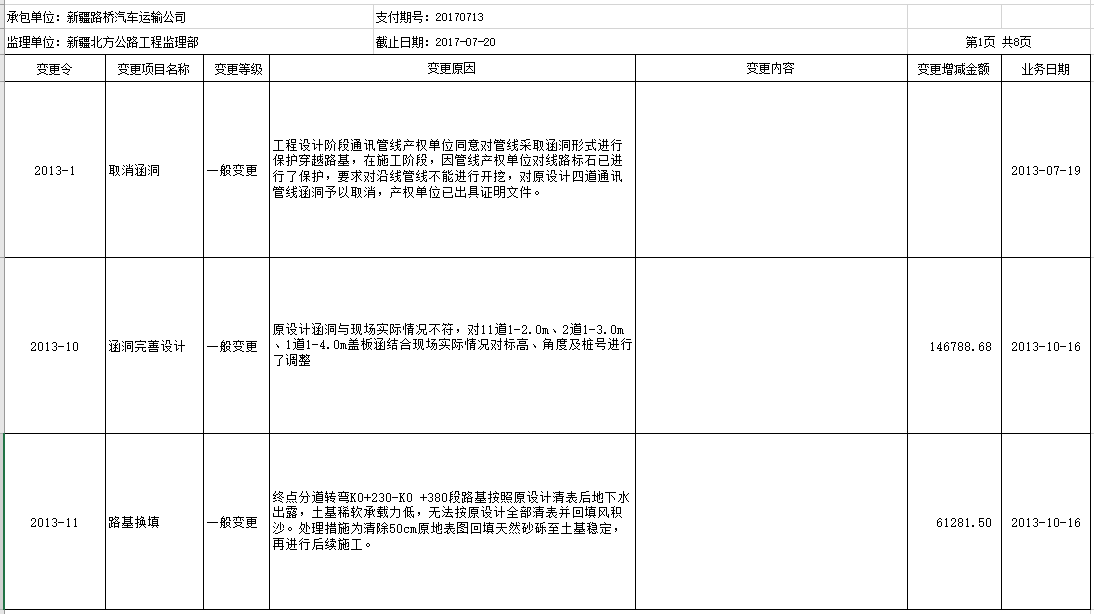 承包单位：新疆路桥汽车运输公司 支付期号：20170713
监理单位：新疆北方公路工程监理部 截止日期：2017-07-20 第1页 共8页
变更令 变更项目名称 变更等级 变更原因 变更内容 变更增减金额 业务日期
2013-1 取消涵洞 一般变更
工程设计阶段通讯管线产权单位同意对管线采取涵洞形式进行
保护穿越路基，在施工阶段，因管线产权单位对线路标石已进
行了保护，要求对沿线管线不能进行开挖，对原设计四道通讯
管线涵洞予以取消，产权单位已出具证明文件。
2013-07-19
2013-10 涵洞完善设计 一般变更
原设计涵洞与现场实际情况不符，对11道1-2.0m、2道1-3.0m
、1道1-4.0m盖板涵结合现场实际情况对标高、角度及桩号进行
了调整
146788.68 2013-10-16
2013-11 路基换填 一般变更
终点分道转弯K0+230-K0 +380段路基按照原设计清表后地下水
出露，土基稀软承载力低，无法按原设计全部清表并回填风积
沙。处理措施为清除50cm原地表图回填天然砂砾至土基稳定，
再进行后续施工。
61281.50 2013-10-16